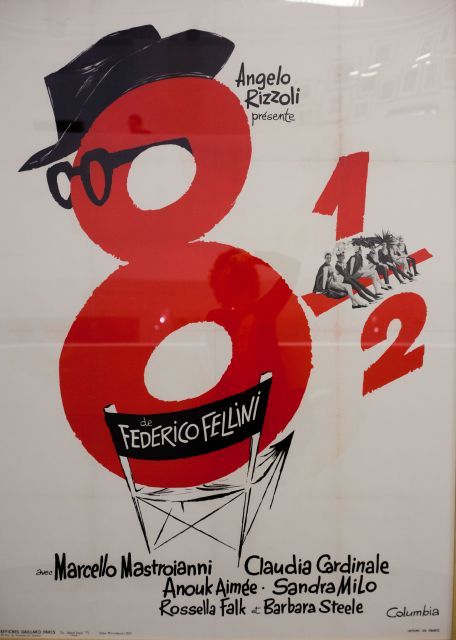 Angelo
Rizzoli
présente
8 1/2
de
FEDERICO FELLINI
avec Marcello Mastroianni Claudia Cardinale
Anouk Aimée · Sandra MiLo
Rossella Falk et Barbara Steele
Columbia
AFFICHES GAILLARD PARIS